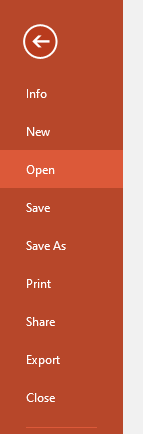 Info
New
Open
Save
Save As
Print
Share
Export
Close